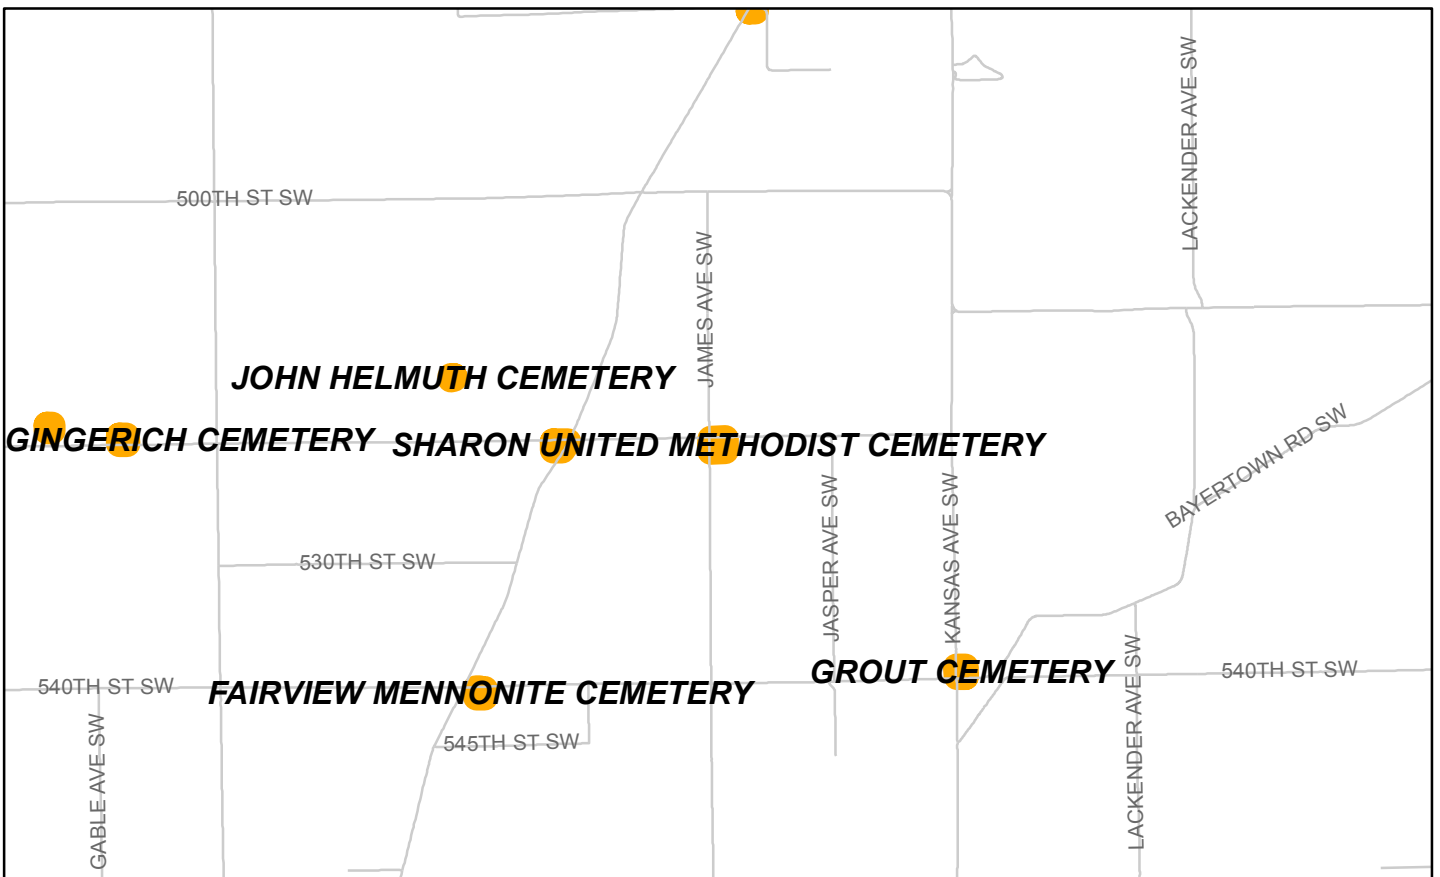 LACKENDER AVE SW
500TH ST SW
JAMES AVE SW
JOHN HELMUTH CEMETERY
GINGERICH CEMETERY
SHARON UNITED METHODIST CEMETERY
BAYERTOWN RD SW
JASPER AVE SW
KANSAS AVE SW
530TH ST SW
GROUT CEMETERY
540TH ST SW
540TH ST SW
FAIRVIEW MENNONITE CEMETERY
LACKENDER AVE SW
545TH ST SW
GABLE AVE SW